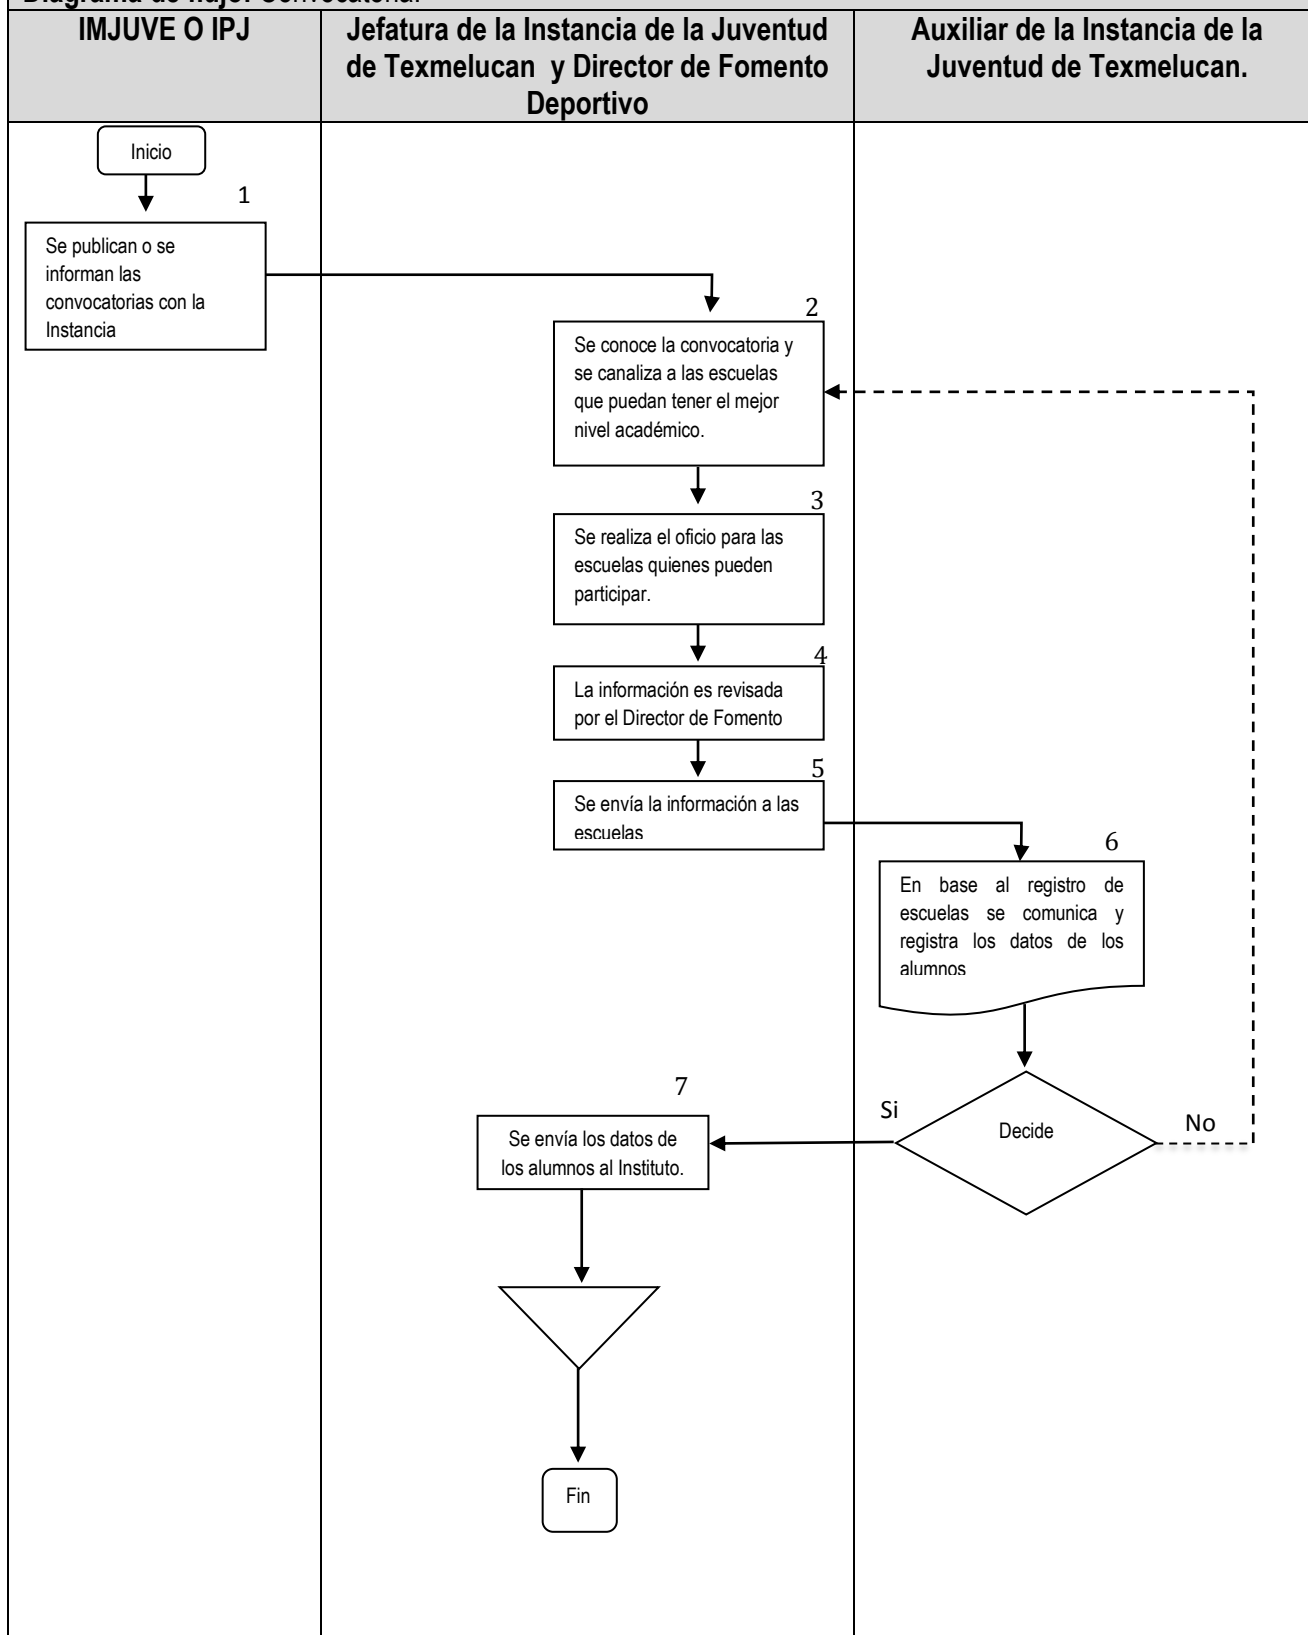 Diagrama de flujo: Convocatoria.
IMJUVE O IPJ
Jefatura de la Instancia de la Juventud
de Texmelucan y Director de Fomento
Deportivo
Auxiliar de la Instancia de la
Juventud de Texmelucan.
Inicio
1
Se publican o se
informan las
convocatorias con la
Instancia
2
Se conoce la convocatoria y
se canaliza a las escuelas
que puedan tener el mejor
nivel académico.
3
Se realiza el oficio para las
escuelas quienes pueden
participar.
4
La información es revisada
por el Director de Fomento
5
Se envía la información a las
escuelas
6
En base al registro de
escuelas se comunica y
registra los datos de los
alumnos
Decide
Si
No
7
Se envía los datos de
los alumnos al Instituto.
Fin